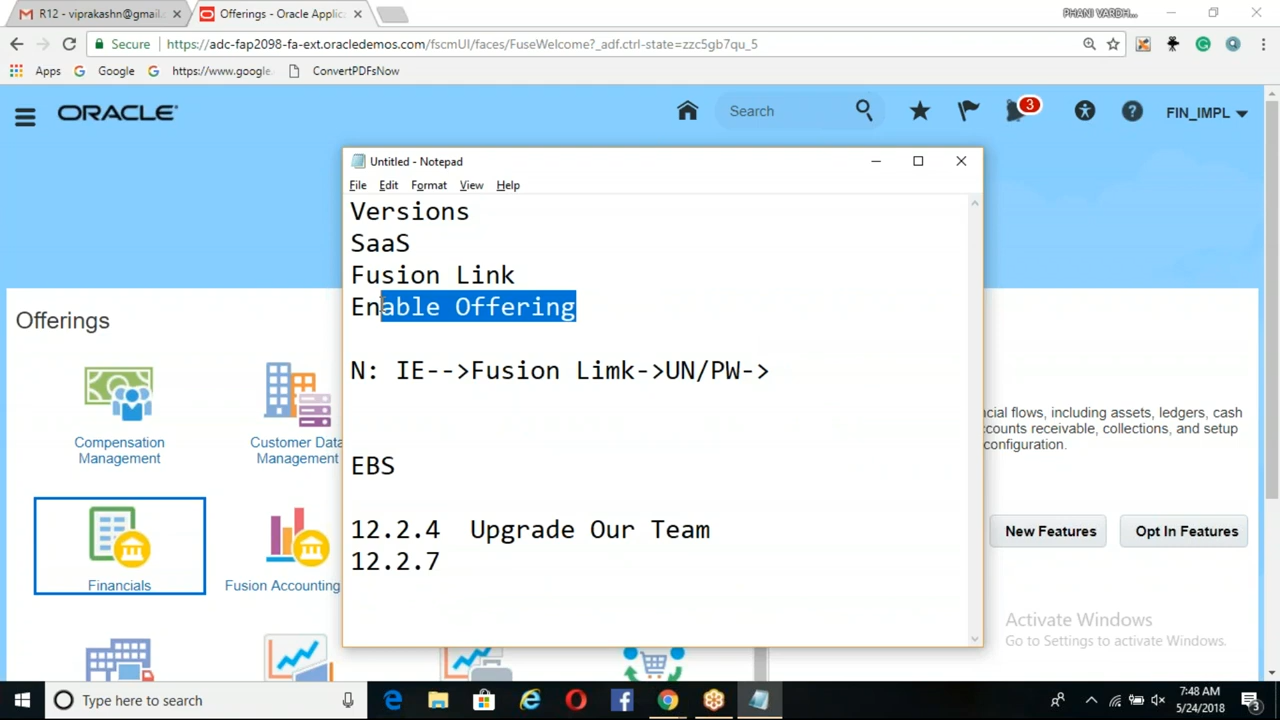 R12 - viprakashn@gmail.
Offerings - Oracle Applic
PHANI VARDH...
Secure
https://adc-fap2098-fa-ext.oracledemos.com/fscmUI/faces/FuseWelcome?_adf.ctrl-state=zzc5gb7qu_5
Apps
Google
https://www.google.
ConvertPDFsNow
ORACLE
Search
3
FIN_IMPL
Untitled - Notepad
File Edit Format View Help
Versions
SaaS
Fusion Link
Enable Offering
N: IE-->Fusion Limk->UN/PW->
EBS
12.2.4 Upgrade Our Team
12.2.7
Offerings
Compensation
Management
Customer Data
Management
Financials
Fusion Accounting
ncial flows, including assets, ledgers, cash
ccounts receivable, collections, and setup
configuration.
New Features
Opt In Features
Activate Windows
Go to Settings to activate Windows.
Type here to search
7:48 AM
5/24/2018
3